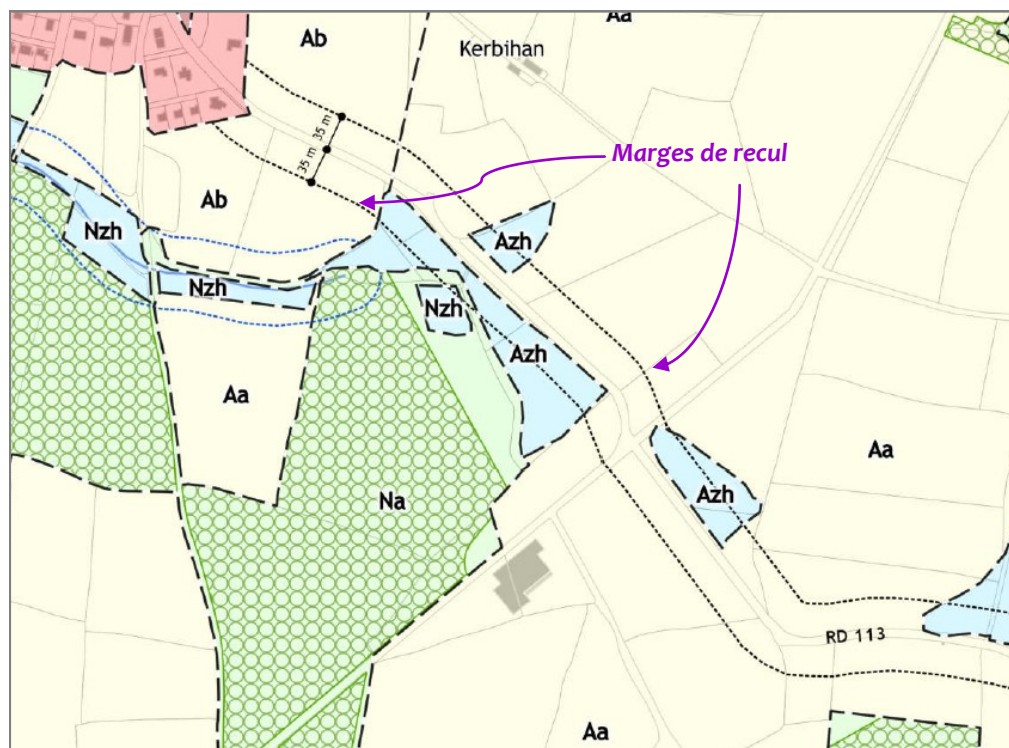 Aa
Ab
Kerbihan
35 m
35 m
Marges de recul
Ab
Nzh
Azh
Nzh
Nzh
Azh
Aa
Aa
Azh
Na
RD 113
Aa